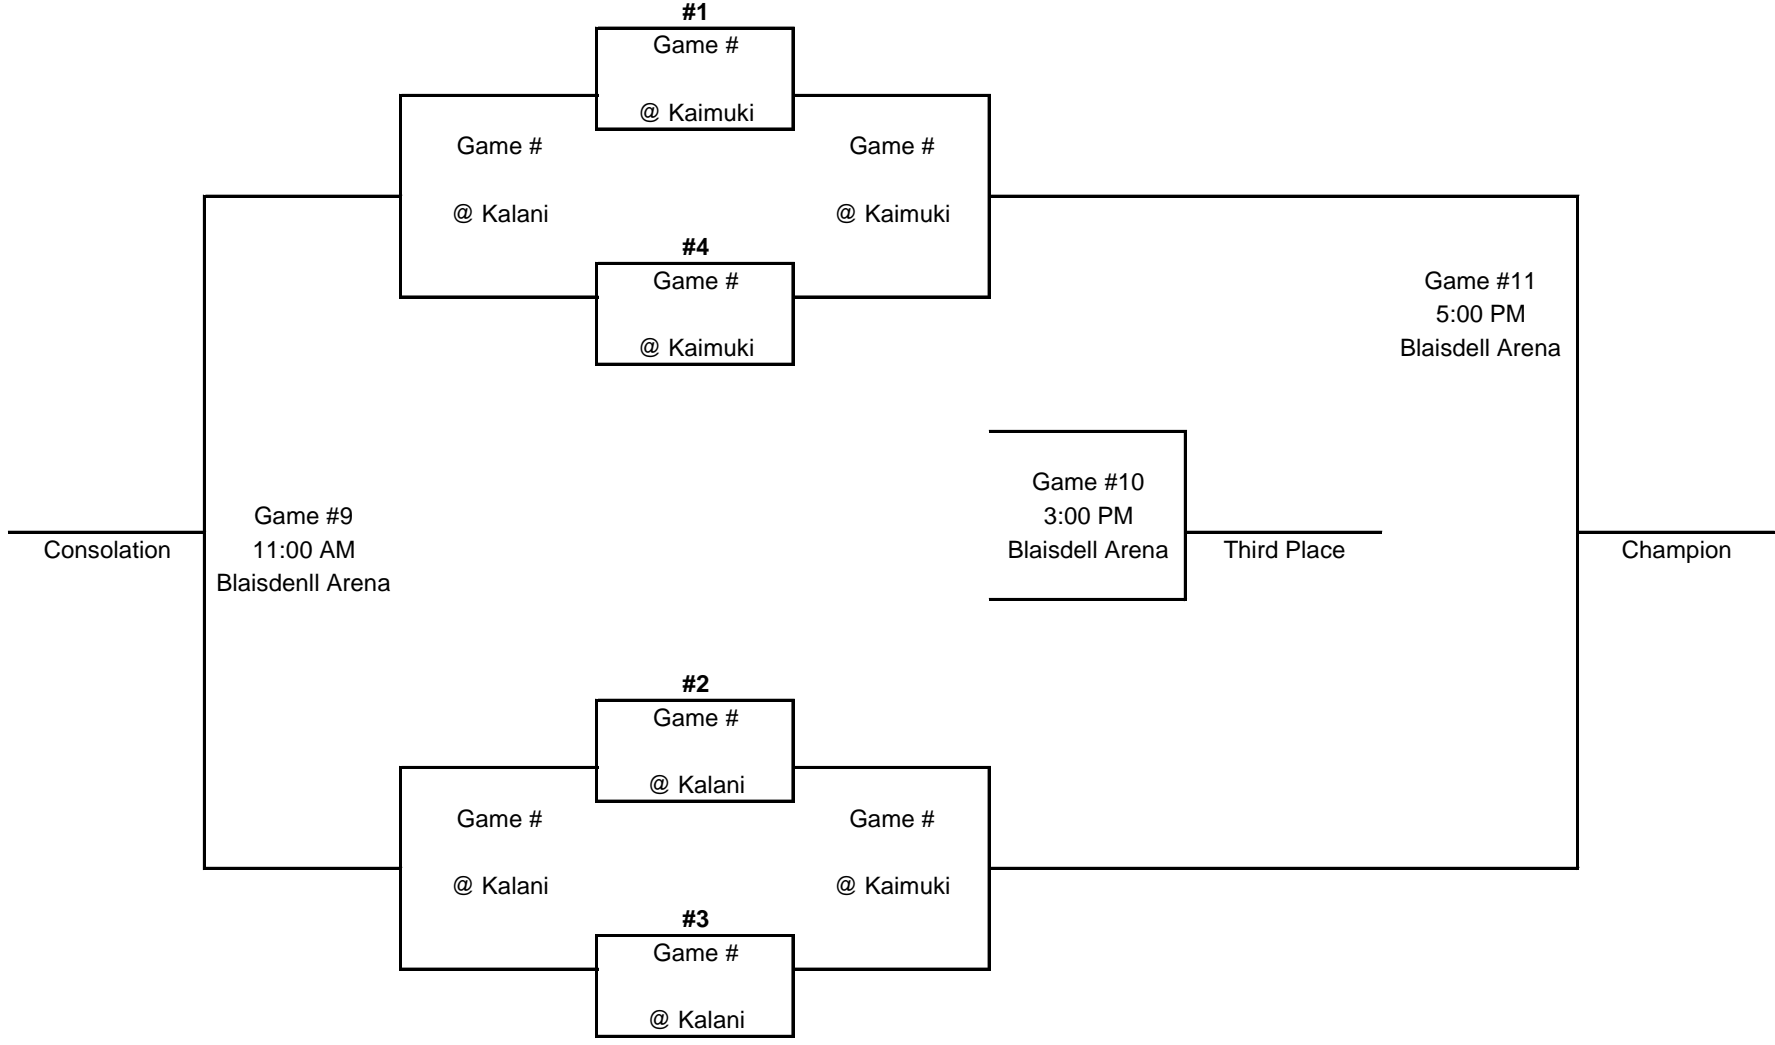 #1
Game #
@ Kaimuki
Game #
Game #
@ Kalani
@ Kaimuki
#4
Game #
@ Kaimuki
Game #11
5:00 PM
Blaisdell Arena
Game #10
3:00 PM
Blaisdell Arena
Third Place
Champion
Game #9
11:00 AM
Blaisdenll Arena
Consolation
#2
Game #
@ Kalani
Game #
Game #
@ Kalani
@ Kaimuki
#3
Game #
@ Kalani